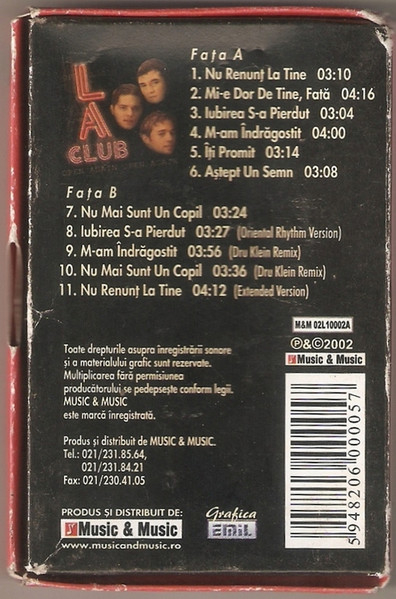 L
A
CLUB
OPEN AGAIN OPEN AGAIN
Fața A
1. Nu Renunț La Tine 03:10
2. Mi-e Dor De Tine, Fată 04:16
3. Iubirea S-a Pierdut 03:04
4. M-am Îndrăgostit 04:00
5. Îți Promit 03:14
6. Aștept Un Semn 03:08
Fața B
7. Nu Mai Sunt Un Copil 03:24
8. Iubirea S-a Pierdut 03:27 (Oriental Rhythm Version)
9. M-am Îndrăgostit 03:56 (Dru Klein Remix)
10. Nu Mai Sunt Un Copil 03:36 (Dru Klein Remix)
11. Nu Renunț La Tine 04:12 (Extended Version)
M&M 02L10002A
℗&©2002
Music & Music
Toate drepturile asupra înregistrării sonore
și a materialului grafic sunt rezervate.
Multiplicarea fără permisiunea
producătorului se pedepsește conform legii.
MUSIC & MUSIC
este marcă înregistrată.
Produs și distribuit de MUSIC & MUSIC.
Tel.: 021/231.85.64,
021/231.84.21
Fax: 021/230.41.05
PRODUS ȘI DISTRIBUIT DE:
Music & Music
www.musicandmusic.ro
Grafica
EMIL
5948206000057